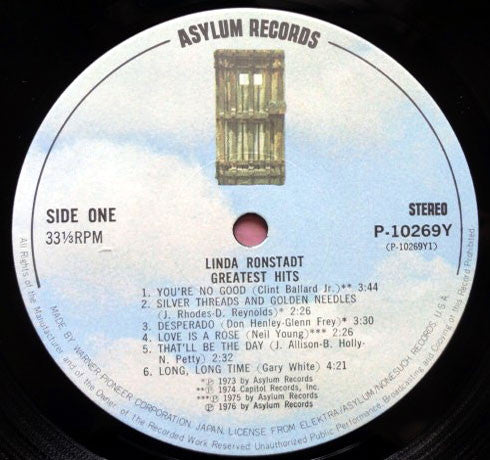 ASYLUM RECORDS
SIDE ONE
33⅓RPM
STEREO
P-10269Y
(P-10269Y1)
LINDA RONSTADT
GREATEST HITS
1. YOU'RE NO GOOD (Clint Ballard Jr.)** 3:44
2. SILVER THREADS AND GOLDEN NEEDLES
(J. Rhodes-D. Reynolds)* 2:26
3. DESPERADO (Don Henley-Glenn Frey)* 3:30
4. LOVE IS A ROSE (Neil Young)*** 2:26
5. THAT'LL BE THE DAY (J. Allison-B. Holly-
N. Petty) 2:32
6. LONG, LONG TIME (Gary White) 4:21
*Ⓟ 1973 by Asylum Records
**Ⓟ 1974 Capitol Records, Inc.
***Ⓟ 1975 by Asylum Records
Ⓟ 1976 by Asylum Records
MADE BY WARNER-PIONEER CORPORATION, JAPAN. LICENSE FROM ELEKTRA/ASYLUM/NONESUCH RECORDS U.S.A.
All Rights of the Manufacturer and of the Owner of the Recorded Work Reserved Unauthorized Public Performance, Broadcasting and Copying of this Record Prohibited.